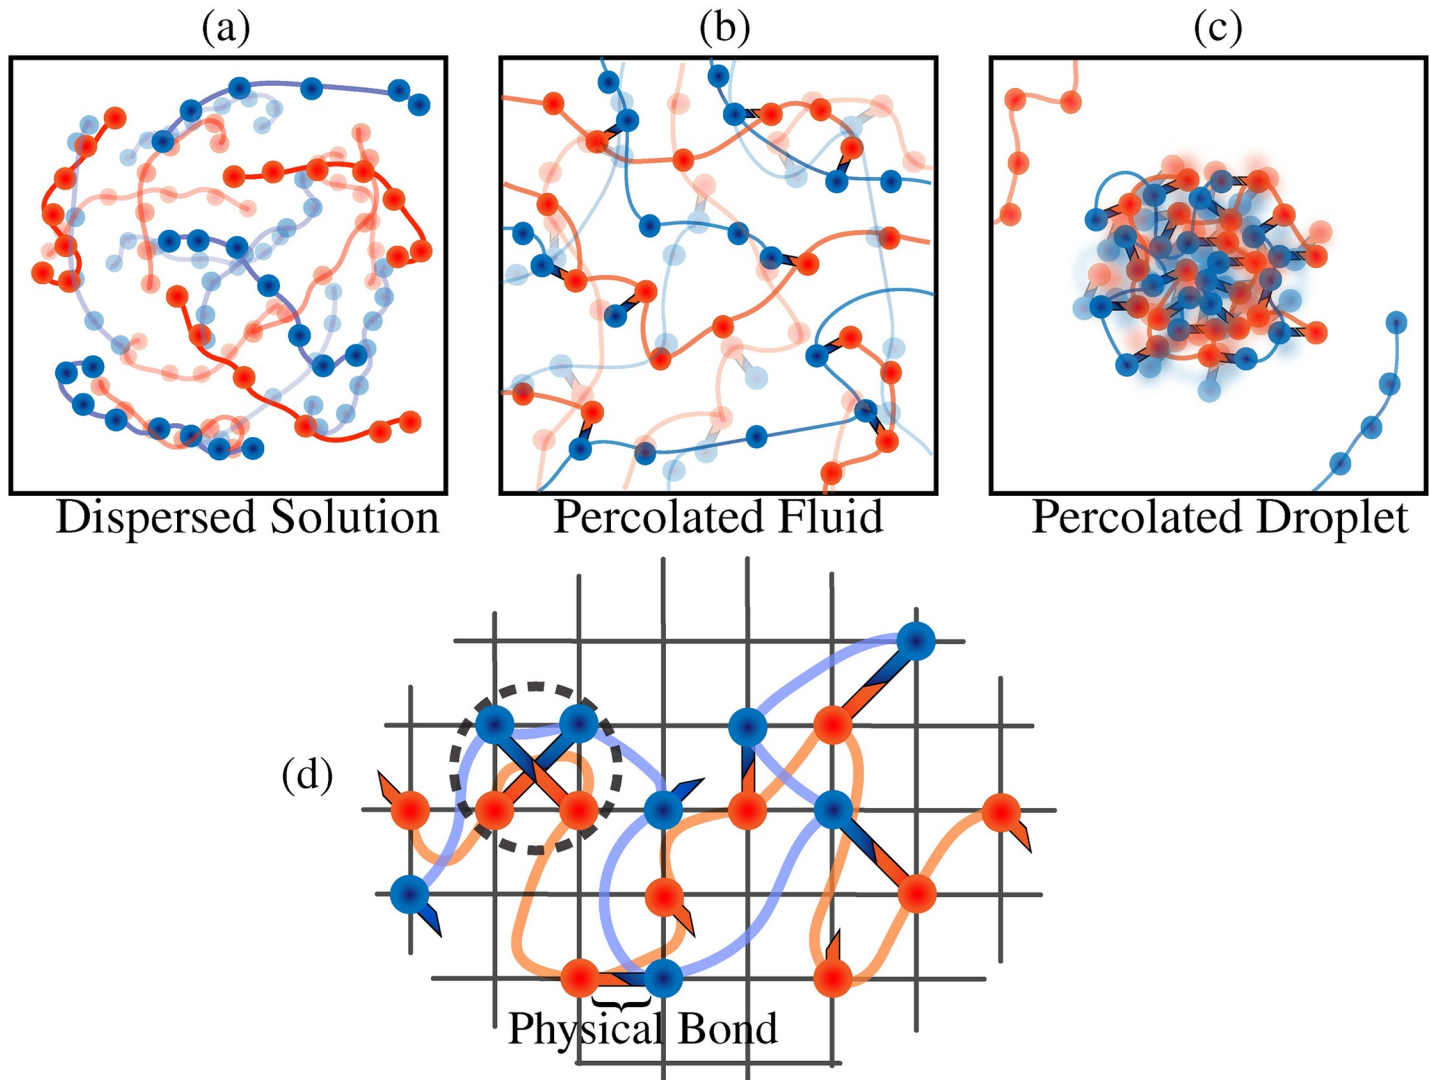 (a) (b) (c)
Dispersed Solution Percolated Fluid Percolated Droplet
(d)
Physical Bond